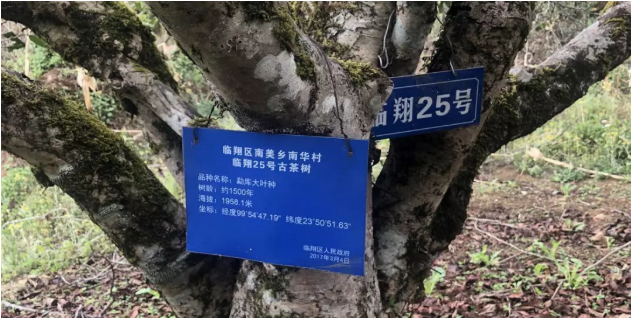 临翔25号
临翔区南美乡南华村
临翔25号古茶树
品种名称：勐库大叶种
树龄：约1500年
海拔：1958.1米
坐标：经度99°54′47.19″ 纬度23°50′51.63″
临翔区人民政府
2017年3月4日